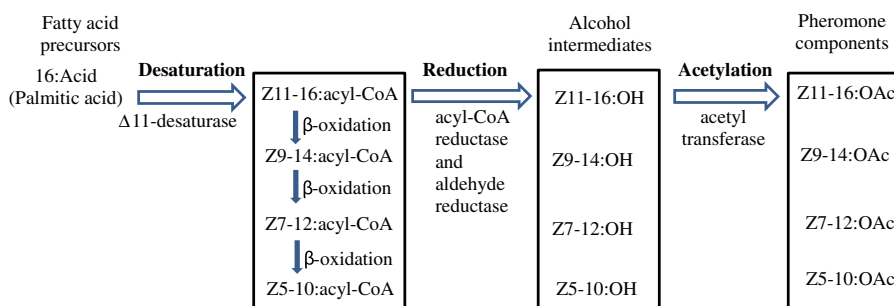 Fatty acid
precursors
16:Acid
(Palmitic acid)
Desaturation
Δ11-desaturase
Z11-16:acyl-CoA
β-oxidation
Z9-14:acyl-CoA
β-oxidation
Z7-12:acyl-CoA
β-oxidation
Z5-10:acyl-CoA
Reduction
acyl-CoA
reductase
and
aldehyde
reductase
Alcohol
intermediates
Z11-16:OH
Z9-14:OH
Z7-12:OH
Z5-10:OH
Acetylation
acetyl
transferase
Pheromone
components
Z11-16:OAc
Z9-14:OAc
Z7-12:OAc
Z5-10:OAc